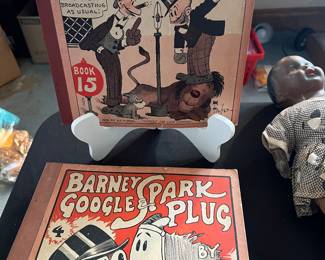 BROADCASTING
AS USUAL!
BOOK
15
4
BARNEY
GOOGLE &
SPARK
PLUG
BY